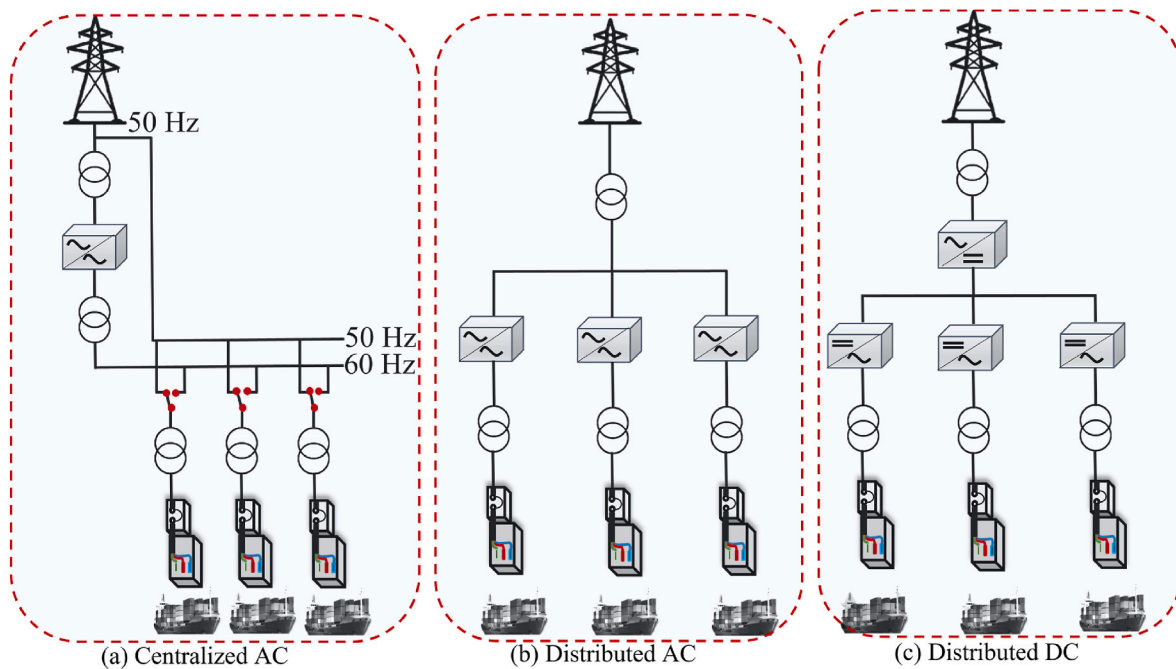 50 Hz
50 Hz
60 Hz
(a) Centralized AC
(b) Distributed AC
(c) Distributed DC